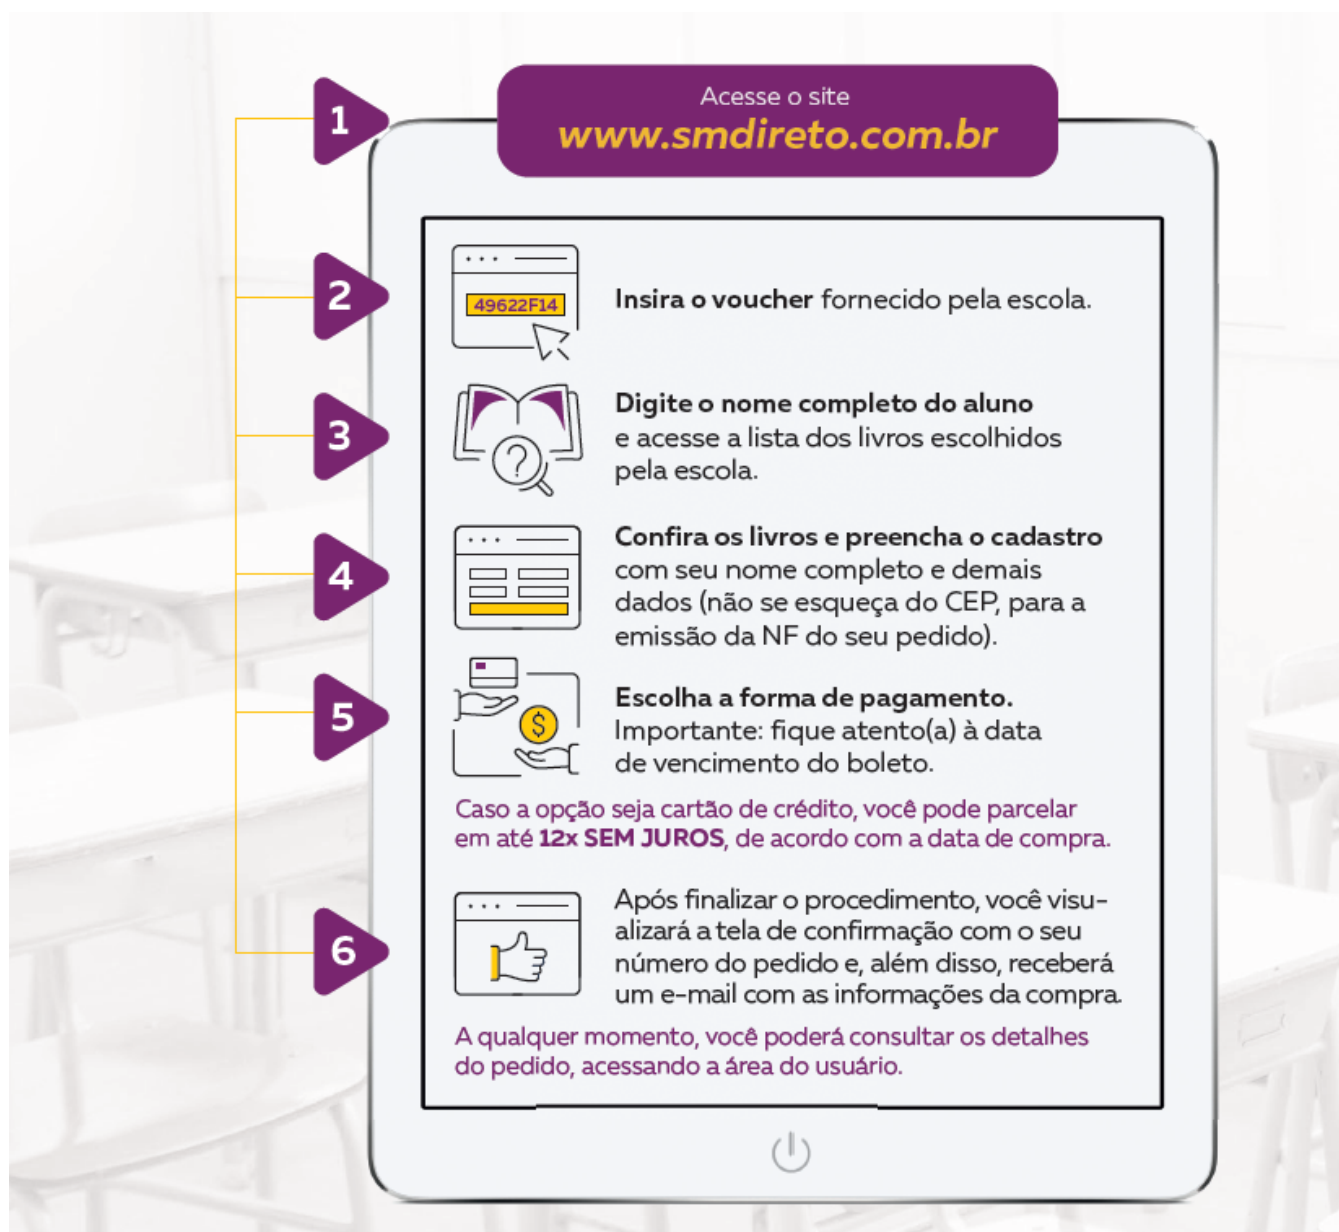 1
Acesse o site
www.smdireto.com.br
2
49622F14
Insira o voucher fornecido pela escola.
3
?
Digite o nome completo do aluno
e acesse a lista dos livros escolhidos
pela escola.
4
Confira os livros e preencha o cadastro
com seu nome completo e demais
dados (não se esqueça do CEP, para a
emissão da NF do seu pedido).
5
$
Escolha a forma de pagamento.
Importante: fique atento(a) à data
de vencimento do boleto.
Caso a opção seja cartão de crédito, você pode parcelar
em até 12x SEM JUROS, de acordo com a data de compra.
6
Após finalizar o procedimento, você visu-
alizará a tela de confirmação com o seu
número do pedido e, além disso, receberá
um e-mail com as informações da compra.
A qualquer momento, você poderá consultar os detalhes
do pedido, acessando a área do usuário.